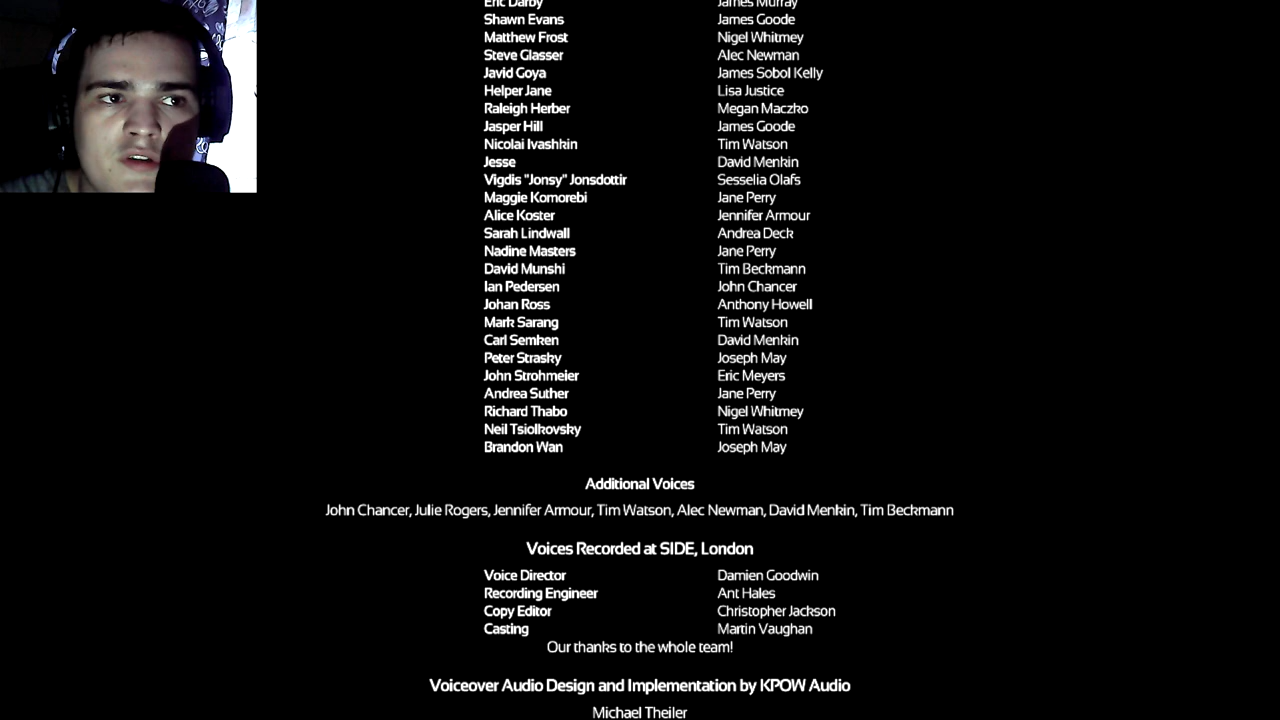 Eric Darby James Murray
Shawn Evans James Goode
Matthew Frost Nigel Whitmey
Steve Glasser Alec Newman
Javid Goya James Sobol Kelly
Helper Jane Lisa Justice
Raleigh Herber Megan Maczko
Jasper Hill James Goode
Nicolai Ivashkin Tim Watson
Jesse David Menkin
Vigdis "Jonsy" Jonsdottir Sesselia Olafs
Maggie Komorebi Jane Perry
Alice Koster Jennifer Armour
Sarah Lindwall Andrea Deck
Nadine Masters Jane Perry
David Munshi Tim Beckmann
Ian Pedersen John Chancer
Johan Ross Anthony Howell
Mark Sarang Tim Watson
Carl Semken David Menkin
Peter Strasky Joseph May
John Strohmeier Eric Meyers
Andrea Suther Jane Perry
Richard Thabo Nigel Whitmey
Neil Tsiolkovsky Tim Watson
Brandon Wan Joseph May
Additional Voices
John Chancer, Julie Rogers, Jennifer Armour, Tim Watson, Alec Newman, David Menkin, Tim Beckmann
Voices Recorded at SIDE, London
Voice Director Damien Goodwin
Recording Engineer Ant Hales
Copy Editor Christopher Jackson
Casting Martin Vaughan
Our thanks to the whole team!
Voiceover Audio Design and Implementation by KPOW Audio
Michael Theiler